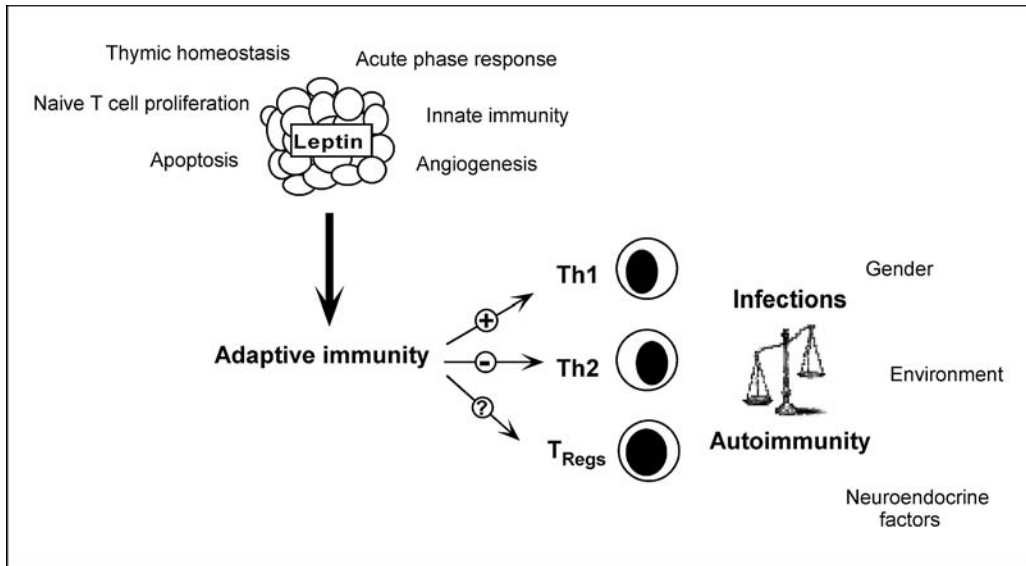 Thymic homeostasis
Acute phase response
Naive T cell proliferation
Innate immunity
Leptin
Apoptosis
Angiogenesis
Th1
Gender
Infections
+
Adaptive immunity
-
Th2
Environment
?
TRegs
Autoimmunity
Neuroendocrine
factors